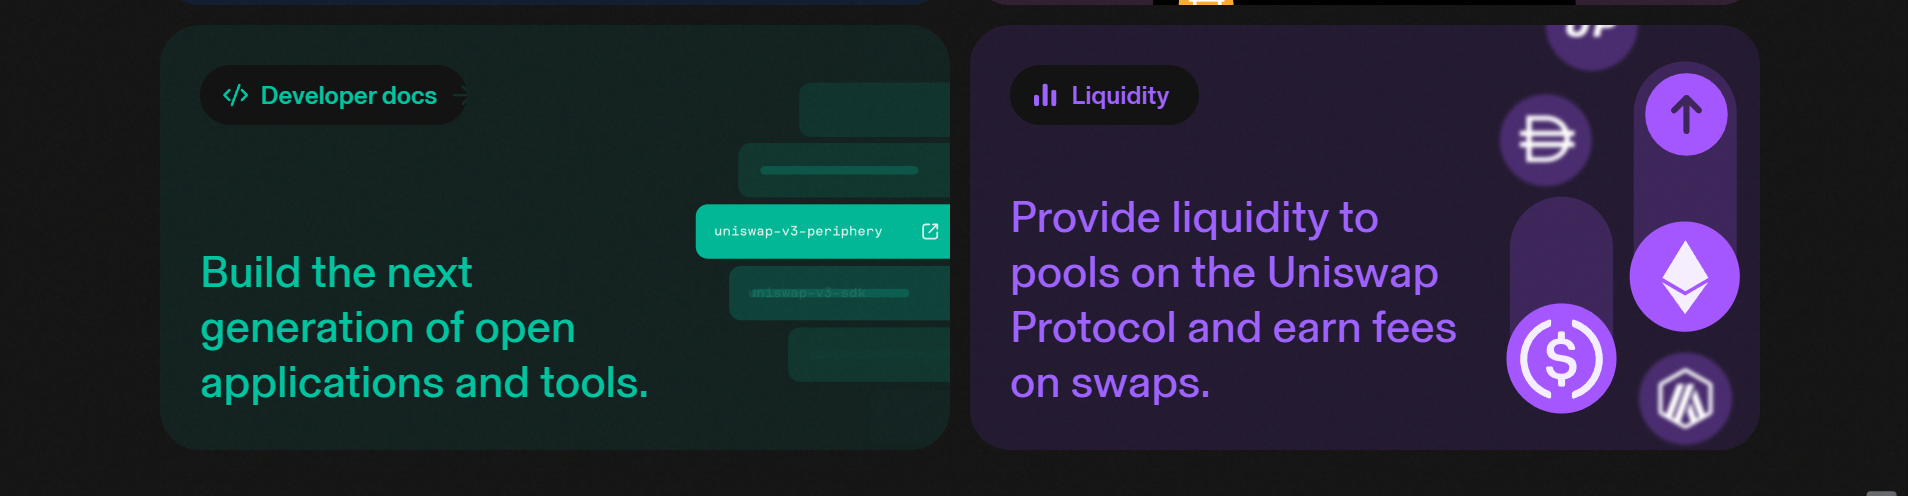 Developer docs
uniswap-v3-periphery
uniswap-v3-sdk
Build the next
generation of open
applications and tools.
OP
Liquidity
Provide liquidity to
pools on the Uniswap
Protocol and earn fees
on swaps.